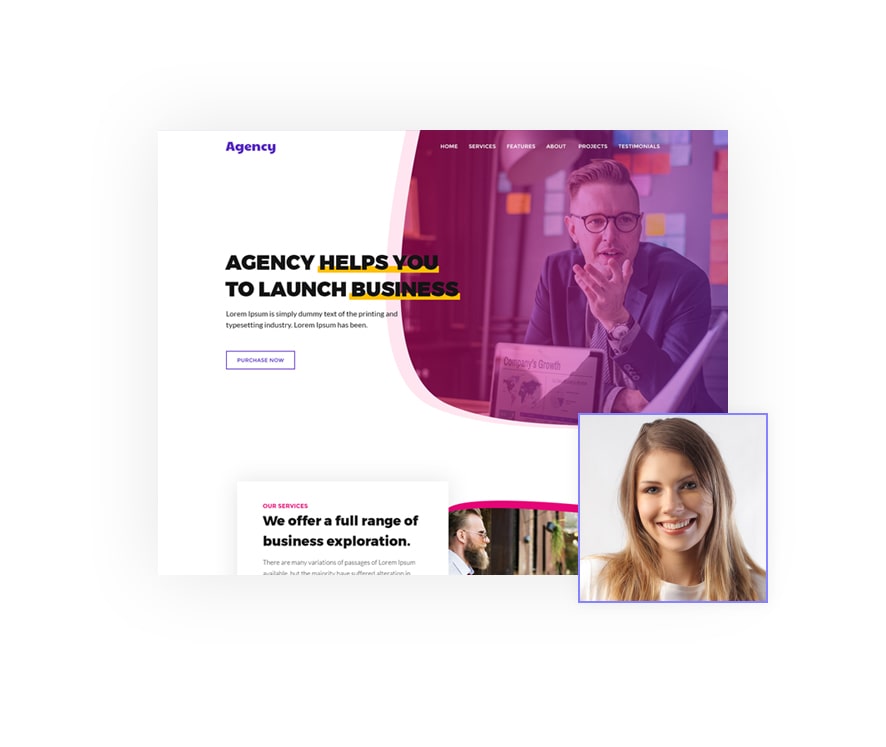 Agency
HOME SERVICES FEATURES ABOUT PROJECTS TESTIMONIALS
AGENCY HELPS YOU
TO LAUNCH BUSINESS
Lorem Ipsum is simply dummy text of the printing and
typesetting industry. Lorem Ipsum has been.
PURCHASE NOW
Company's Growth
OUR SERVICES
We offer a full range of
business exploration.
There are many variations of passages of Lorem Ipsum
available, but the majority have suffered alteration in